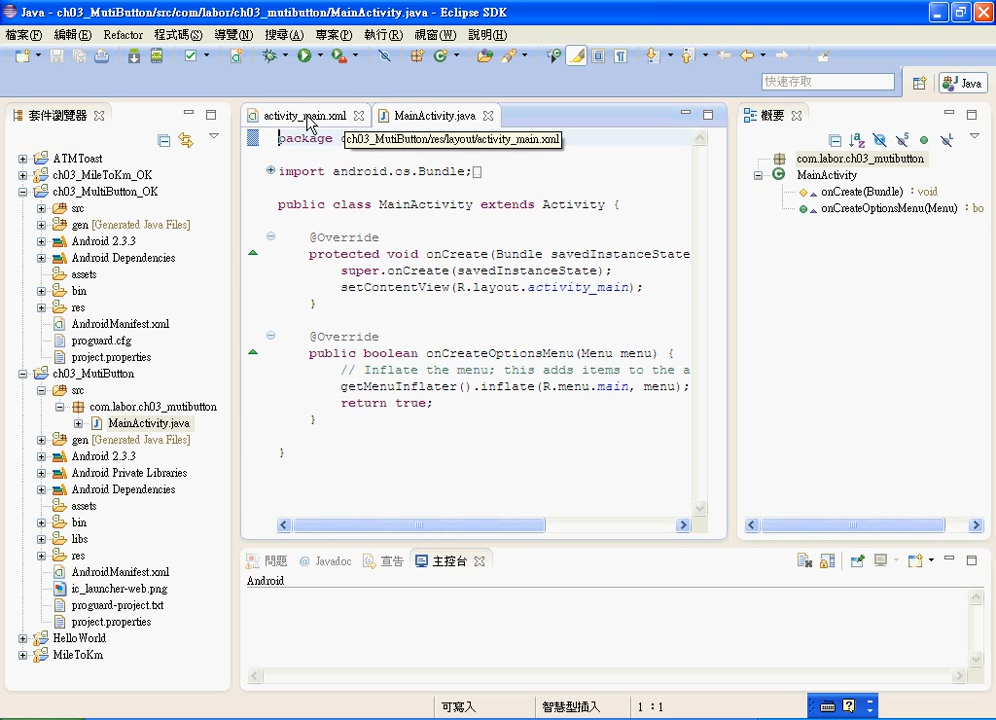 Java - ch03_MutiButton/src/com/labor/ch03_mutibutton/MainActivity.java - Eclipse SDK
檔案(F) 編輯(E) Refactor 程式碼(S) 導覽(N) 搜尋(A) 專案(P) 執行(R) 視窗(W) 說明(H)
快速存取
Java
套件瀏覽器
ATMToast
ch03_MileToKm_OK
ch03_MultiButton_OK
src
gen [Generated Java Files]
Android 2.3.3
Android Dependencies
assets
bin
res
AndroidManifest.xml
proguard.cfg
project.properties
ch03_MutiButton
src
com.labor.ch03_mutibutton
MainActivity.java
gen [Generated Java Files]
Android 2.3.3
Android Private Libraries
Android Dependencies
assets
bin
libs
res
AndroidManifest.xml
ic_launcher-web.png
proguard-project.txt
project.properties
HelloWorld
MileToKm
activity_main.xml
MainActivity.java
package
ch03_MutiButton/res/layout/activity_main.xml
import android.os.Bundle;
public class MainActivity extends Activity {
@Override
protected void onCreate(Bundle savedInstanceState
super.onCreate(savedInstanceState);
setContentView(R.layout.activity_main);
}
@Override
public boolean onCreateOptionsMenu(Menu menu) {
// Inflate the menu; this adds items to the a
getMenuInflater().inflate(R.menu.main, menu);
return true;
}
}
概要
com.labor.ch03_mutibutton
MainActivity
onCreate(Bundle) : void
onCreateOptionsMenu(Menu) : bo
問題 @ Javadoc 宣告 主控台
Android
可寫入 智慧型插入 1 : 1